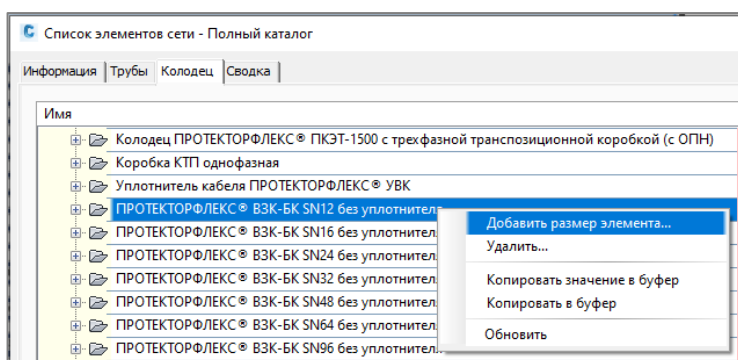 Список элементов сети - Полный каталог
Информация Трубы Колодец Сводка
Имя
Колодец ПРОТЕКТОРФЛЕКС® ПКЭТ-1500 с трехфазной транспозиционной коробкой (с ОПН)
Коробка КТП однофазная
Уплотнитель кабеля ПРОТЕКТОРФЛЕКС® УВК
ПРОТЕКТОРФЛЕКС® ВЗК-БК SN12 без уплотнителя
ПРОТЕКТОРФЛЕКС® ВЗК-БК SN16 без уплотнител
ПРОТЕКТОРФЛЕКС® ВЗК-БК SN24 без уплотнител
ПРОТЕКТОРФЛЕКС® ВЗК-БК SN32 без уплотнител
ПРОТЕКТОРФЛЕКС® ВЗК-БК SN48 без уплотнител
ПРОТЕКТОРФЛЕКС® ВЗК-БК SN64 без уплотнител
ПРОТЕКТОРФЛЕКС® ВЗК-БК SN96 без уплотнителя
Добавить размер элемента...
Удалить...
Копировать значение в буфер
Копировать в буфер
Обновить